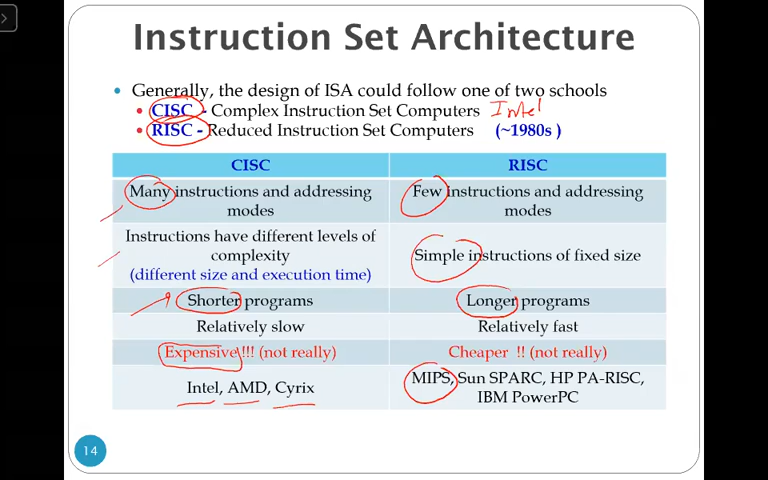 Instruction Set Architecture
• Generally, the design of ISA could follow one of two schools
• CISC - Complex Instruction Set Computers Intel
• RISC - Reduced Instruction Set Computers (~1980s )
CISC RISC
Many instructions and addressing modes
Few instructions and addressing modes
Instructions have different levels of complexity
(different size and execution time)
Simple instructions of fixed size
Shorter programs Longer programs
Relatively slow Relatively fast
Expensive !!! (not really) Cheaper !! (not really)
Intel, AMD, Cyrix
MIPS, Sun SPARC, HP PA-RISC,
IBM PowerPC
14